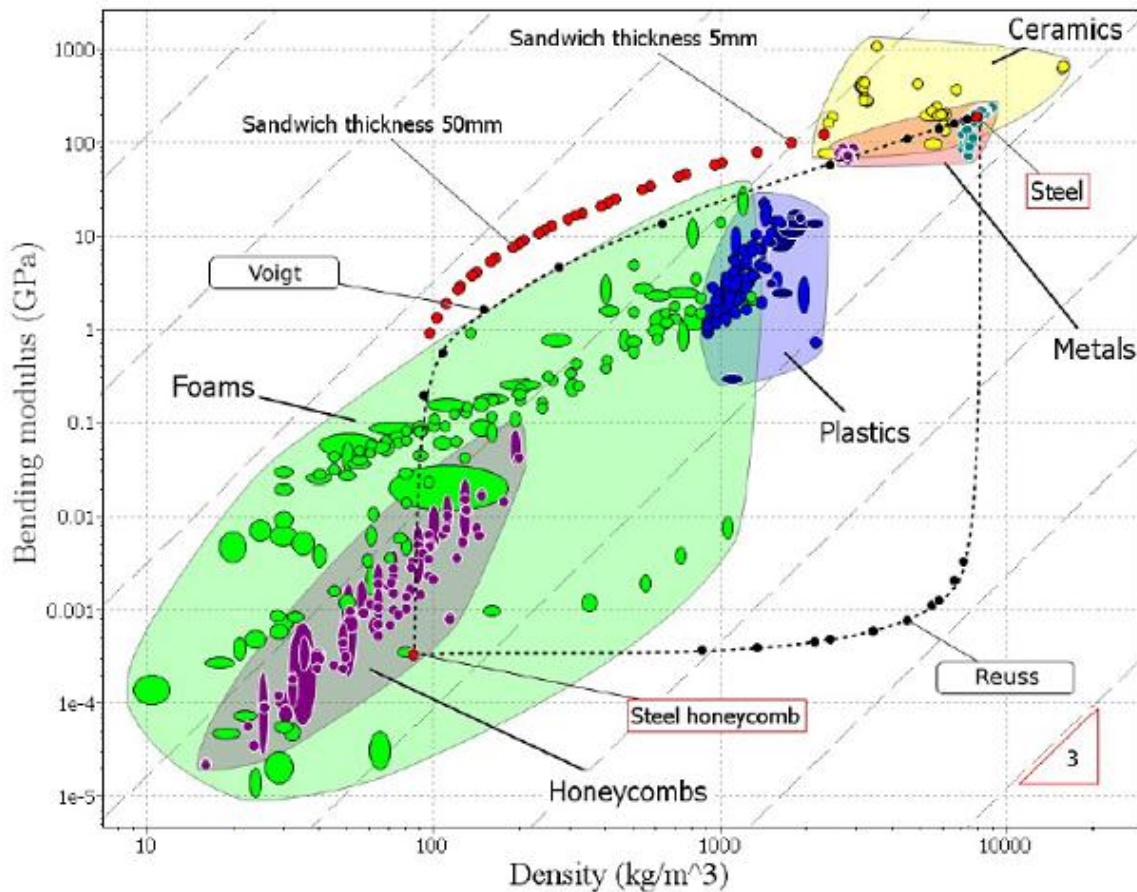 Bending modulus (GPa)
1000
100
10
1
0.1
0.01
0.001
1e-4
1e-5
Sandwich thickness 5mm
Ceramics
Sandwich thickness 50mm
Steel
Voigt
Metals
Foams
Plastics
Reuss
Steel honeycomb
3
Honeycombs
10
100
1000
10000
Density (kg/m^3)